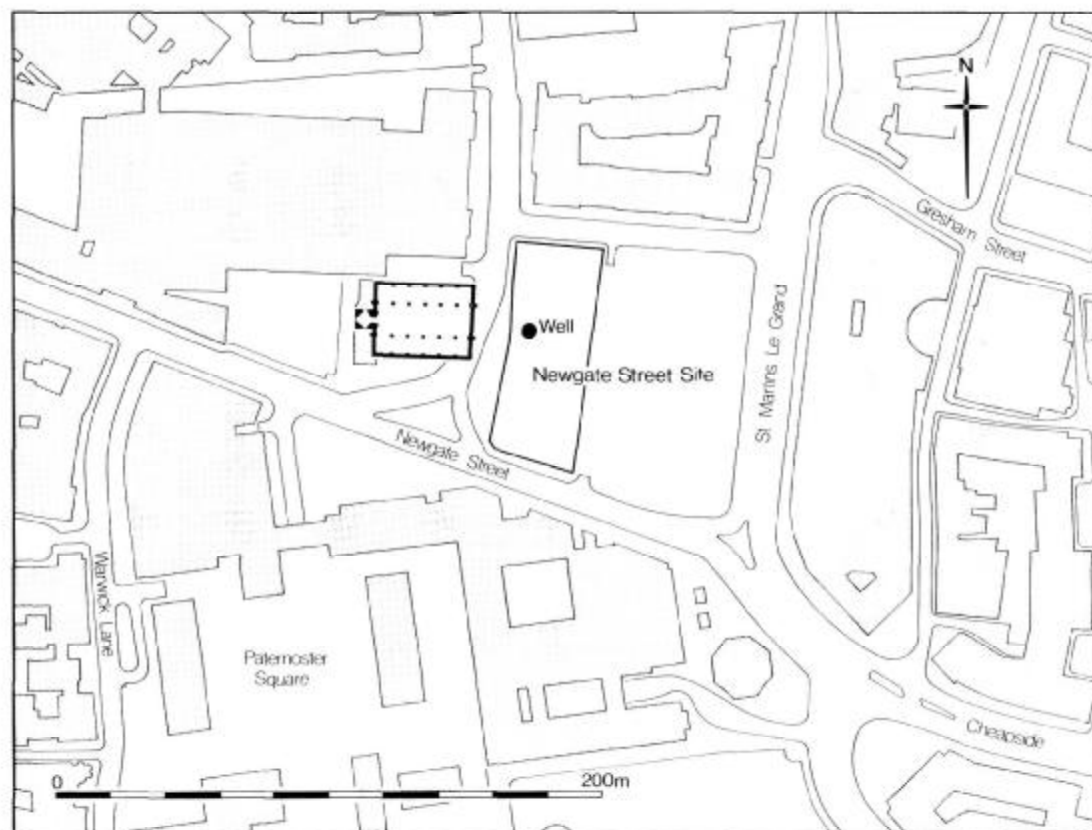 N
Gresham Street
Well
Newgate Street Site
St Martins Le Grand
Newgate Street
Warwick Lane
Paternoster
Square
Cheapside
0 200m